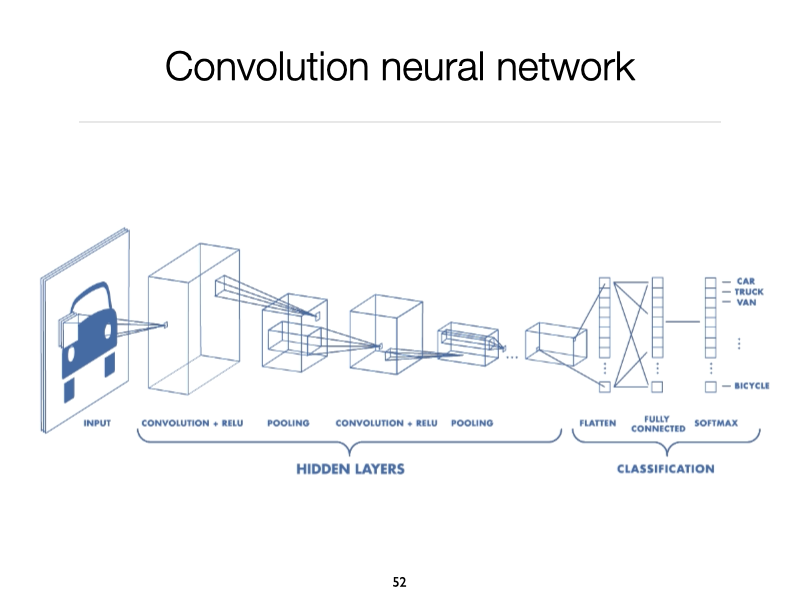 Convolution neural network
CAR
TRUCK
VAN
BICYCLE
INPUT
CONVOLUTION + RELU
POOLING
CONVOLUTION + RELU
POOLING
FLATTEN
FULLY
CONNECTED
SOFTMAX
HIDDEN LAYERS
CLASSIFICATION
52